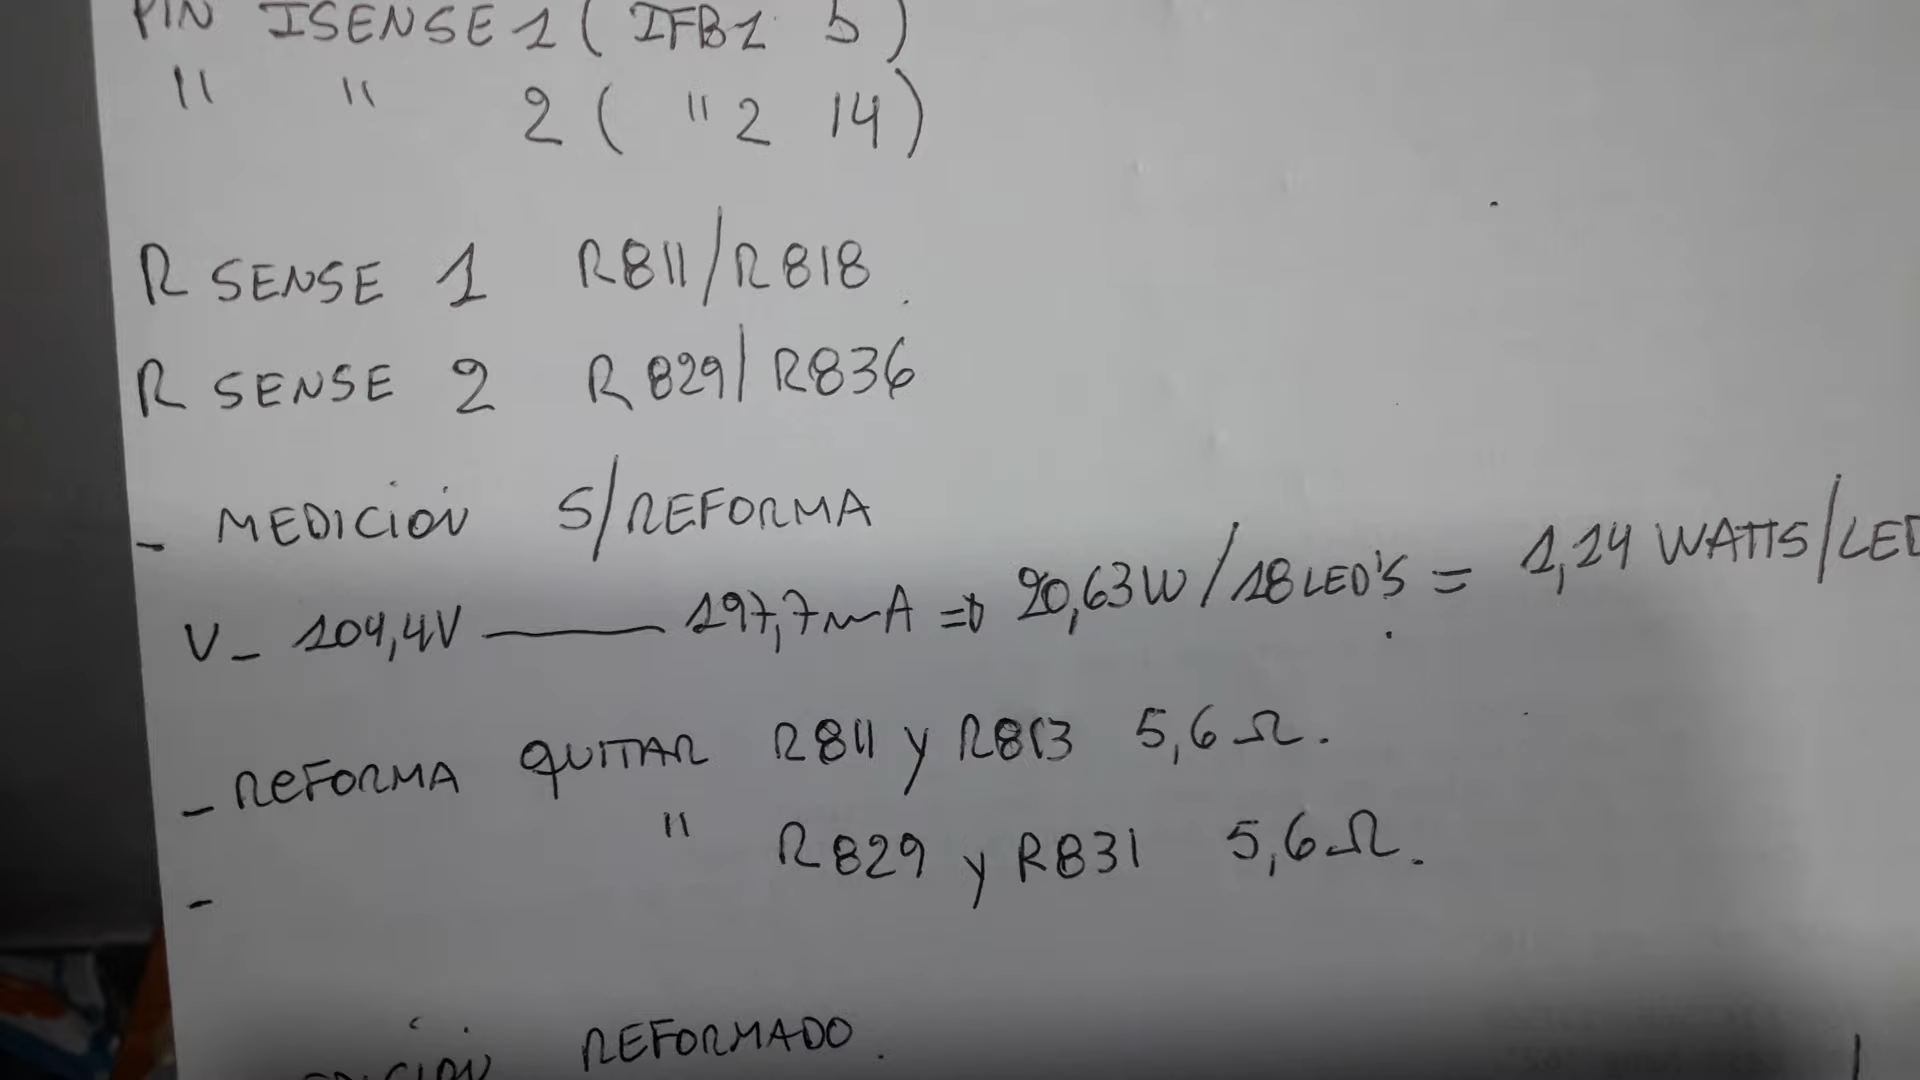 PIN ISENSE 1 ( IFB1 5 )
" " 2 ( " 2 14 )
R SENSE 1 R811/R818.
R SENSE 2 R829/R836
- MEDICIÓN S/REFORMA
V- 104,4V —— 197,7mA => 20,63W/18LED'S = 1,14 WATTS/LED
- REFORMA QUITAR R811 y R813 5,6Ω.
" R829 y R831 5,6Ω.
-
REFORMADO.